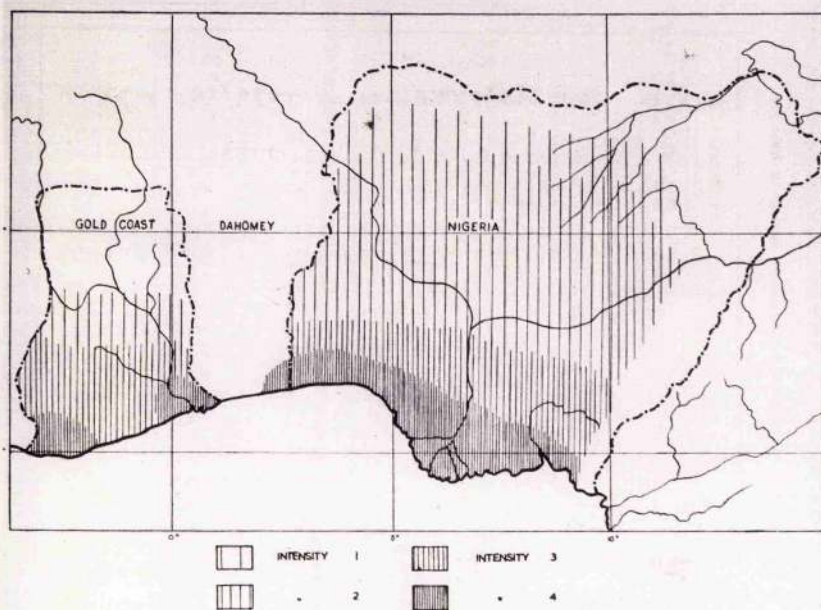 GOLD COAST DAHOMEY NIGERIA
0° 5° 10°
INTENSITY 1 INTENSITY 3
" 2 " 4